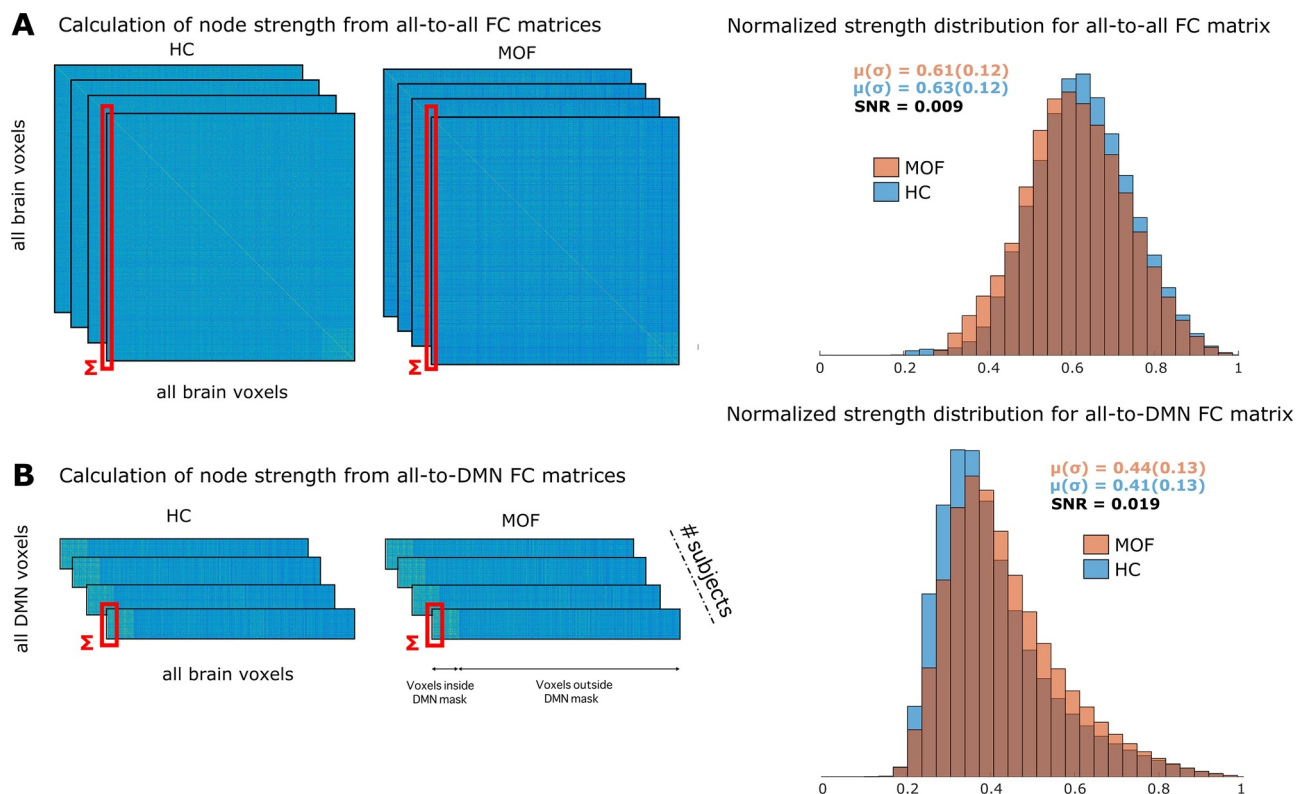 A
Calculation of node strength from all-to-all FC matrices
HC
MOF
all brain voxels
Σ
Σ
all brain voxels
Normalized strength distribution for all-to-all FC matrix
μ(σ) = 0.61(0.12)
μ(σ) = 0.63(0.12)
SNR = 0.009
MOF
HC
0 0.2 0.4 0.6 0.8 1
B
Calculation of node strength from all-to-DMN FC matrices
HC
MOF
# subjects
all DMN voxels
Σ
Σ
all brain voxels
Voxels inside
DMN mask
Voxels outside
DMN mask
Normalized strength distribution for all-to-DMN FC matrix
μ(σ) = 0.44(0.13)
μ(σ) = 0.41(0.13)
SNR = 0.019
MOF
HC
0 0.2 0.4 0.6 0.8 1